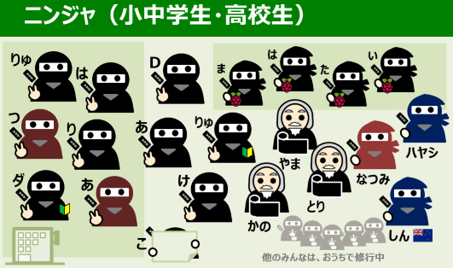 ニンジャ（小中学生･高校生）
りゅ
は
D
ま
は
た
い
つ
り
あ
りゅ
やま
なつみ
ハヤシ
ダ
あ
け
かの
とり
しん
こ
他のみんなは、おうちで修行中